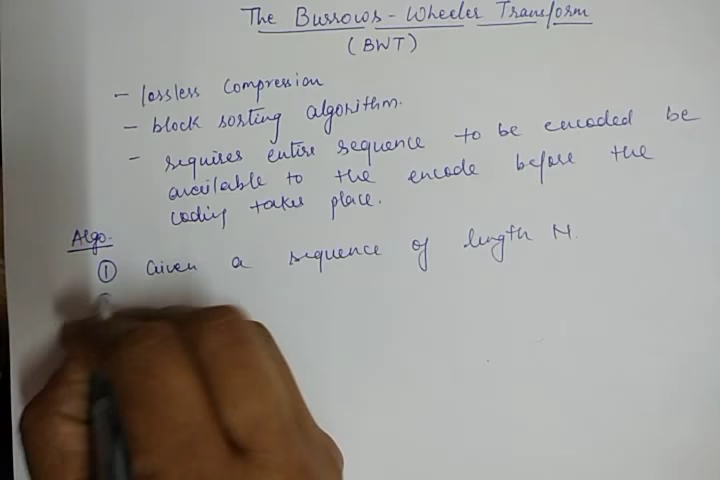 The Burrows-Wheeler Transform
(BWT)
- lossless compression
- block sorting algorithm.
- requires entire sequence to be encoded be
available to the encode before the
coding takes place.
Algo.
① Given a sequence of length N.